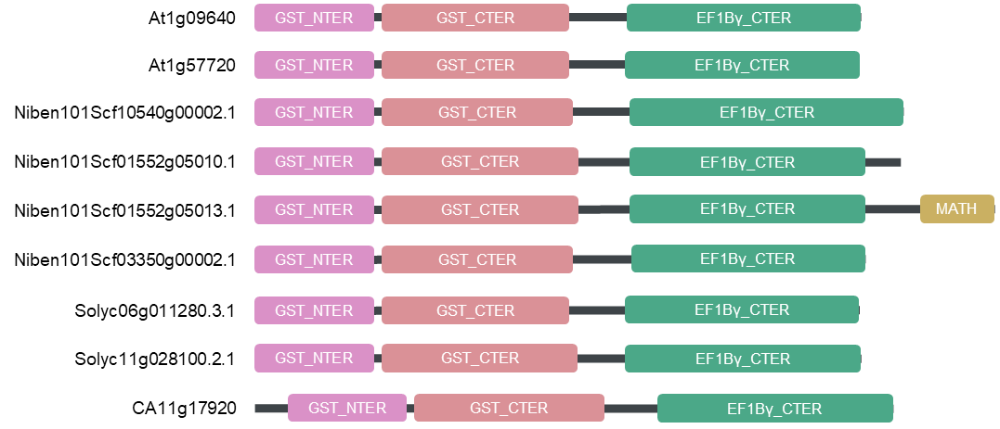 At1g09640 GST_NTER GST_CTER EF1Bγ_CTER
At1g57720 GST_NTER GST_CTER EF1Bγ_CTER
Niben101Scf10540g00002.1 GST_NTER GST_CTER EF1Bγ_CTER
Niben101Scf01552g05010.1 GST_NTER GST_CTER EF1Bγ_CTER
Niben101Scf01552g05013.1 GST_NTER GST_CTER EF1Bγ_CTER MATH
Niben101Scf03350g00002.1 GST_NTER GST_CTER EF1Bγ_CTER
Solyc06g011280.3.1 GST_NTER GST_CTER EF1Bγ_CTER
Solyc11g028100.2.1 GST_NTER GST_CTER EF1Bγ_CTER
CA11g17920 GST_NTER GST_CTER EF1Bγ_CTER